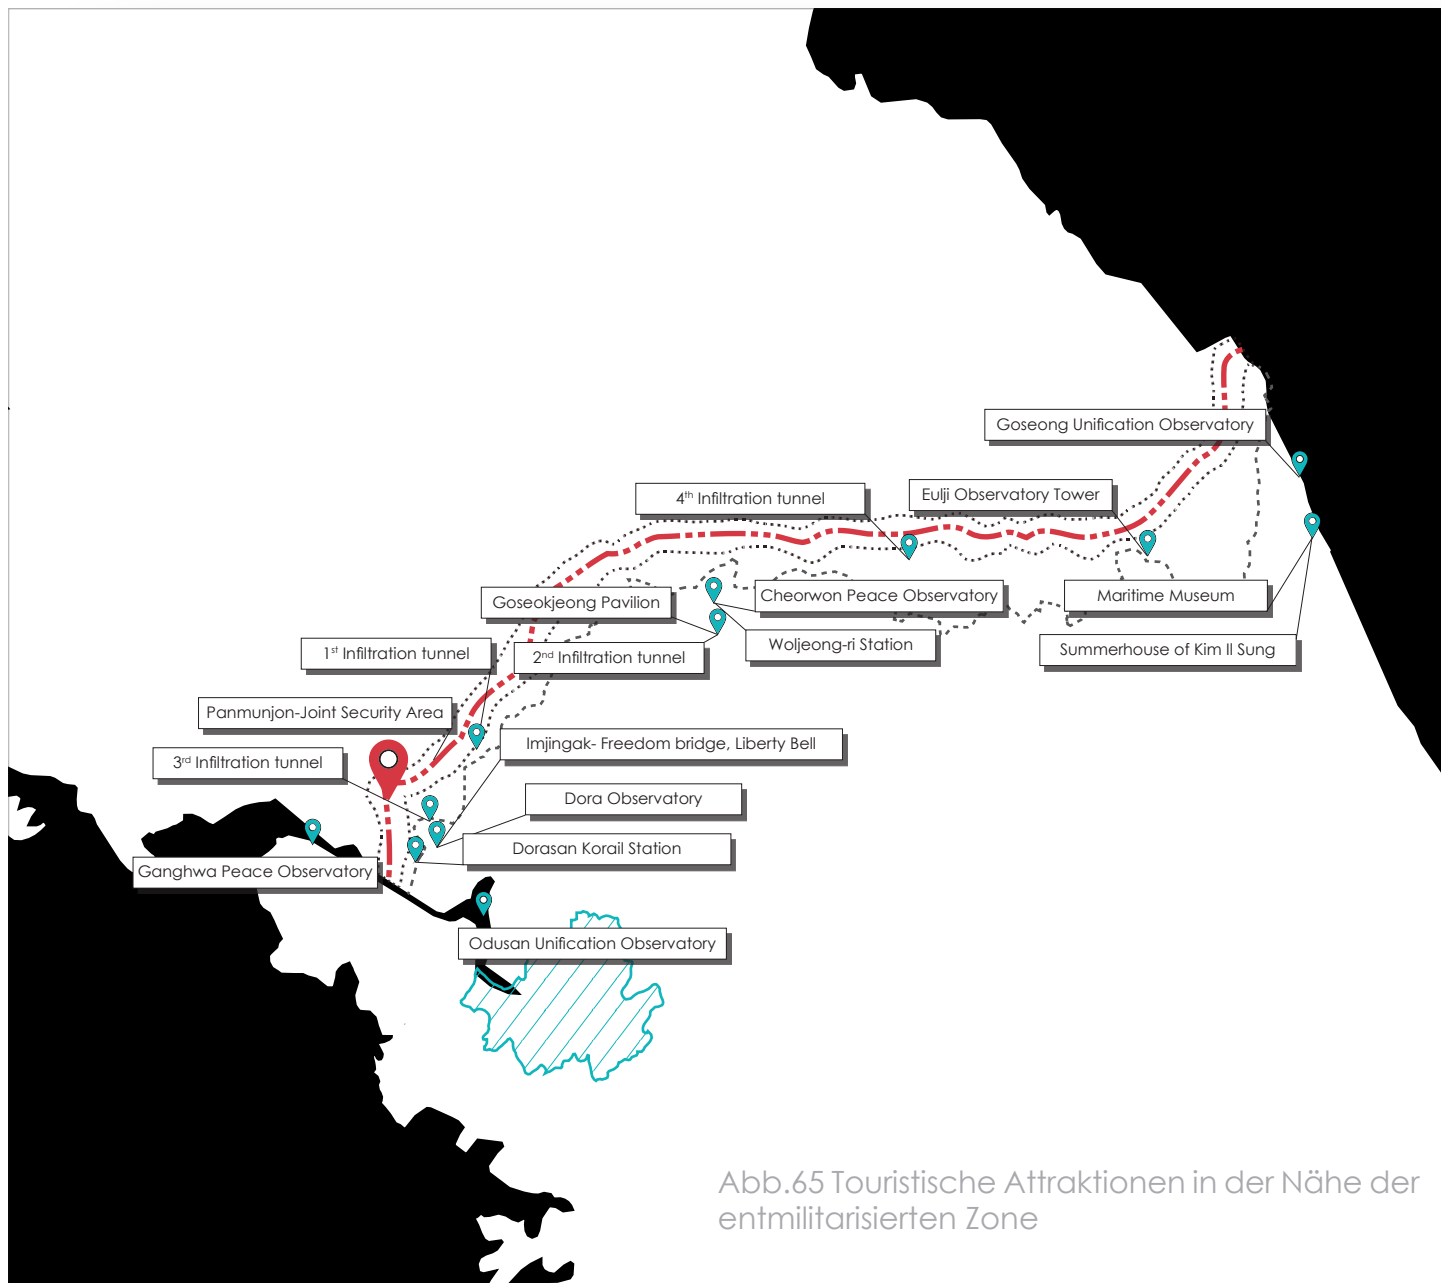 Goseong Unification Observatory
4th Infiltration tunnel
Eulji Observatory Tower
Goseokjeong Pavilion
Cheorwon Peace Observatory
Maritime Museum
1st Infiltration tunnel
2nd Infiltration tunnel
Woljeong-ri Station
Summerhouse of Kim Il Sung
Panmunjon-Joint Security Area
3rd Infiltration tunnel
Imjingak- Freedom bridge, Liberty Bell
Dora Observatory
Dorasan Korail Station
Ganghwa Peace Observatory
Odusan Unification Observatory
Abb.65 Touristische Attraktionen in der Nähe der
entmilitarisierten Zone